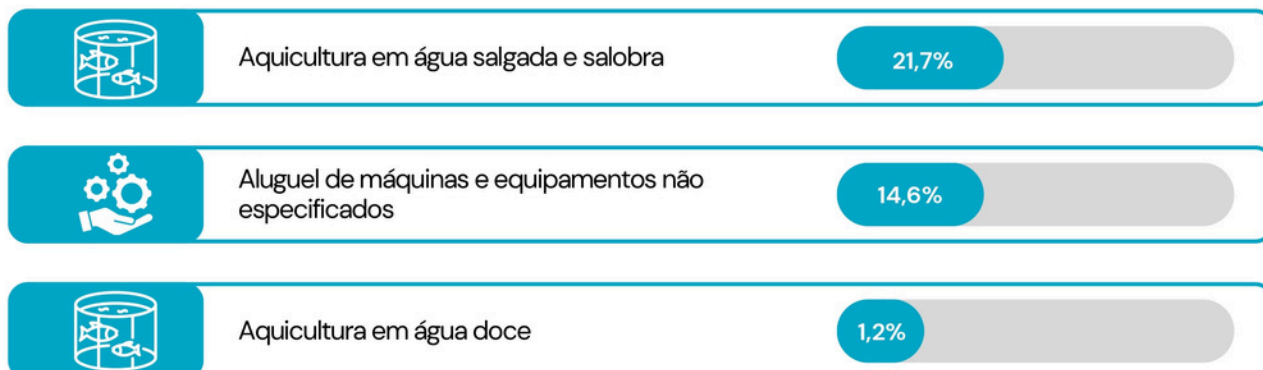 Aquicultura em água salgada e salobra
21,7%
Aluguel de máquinas e equipamentos não
especificados
14,6%
Aquicultura em água doce
1,2%